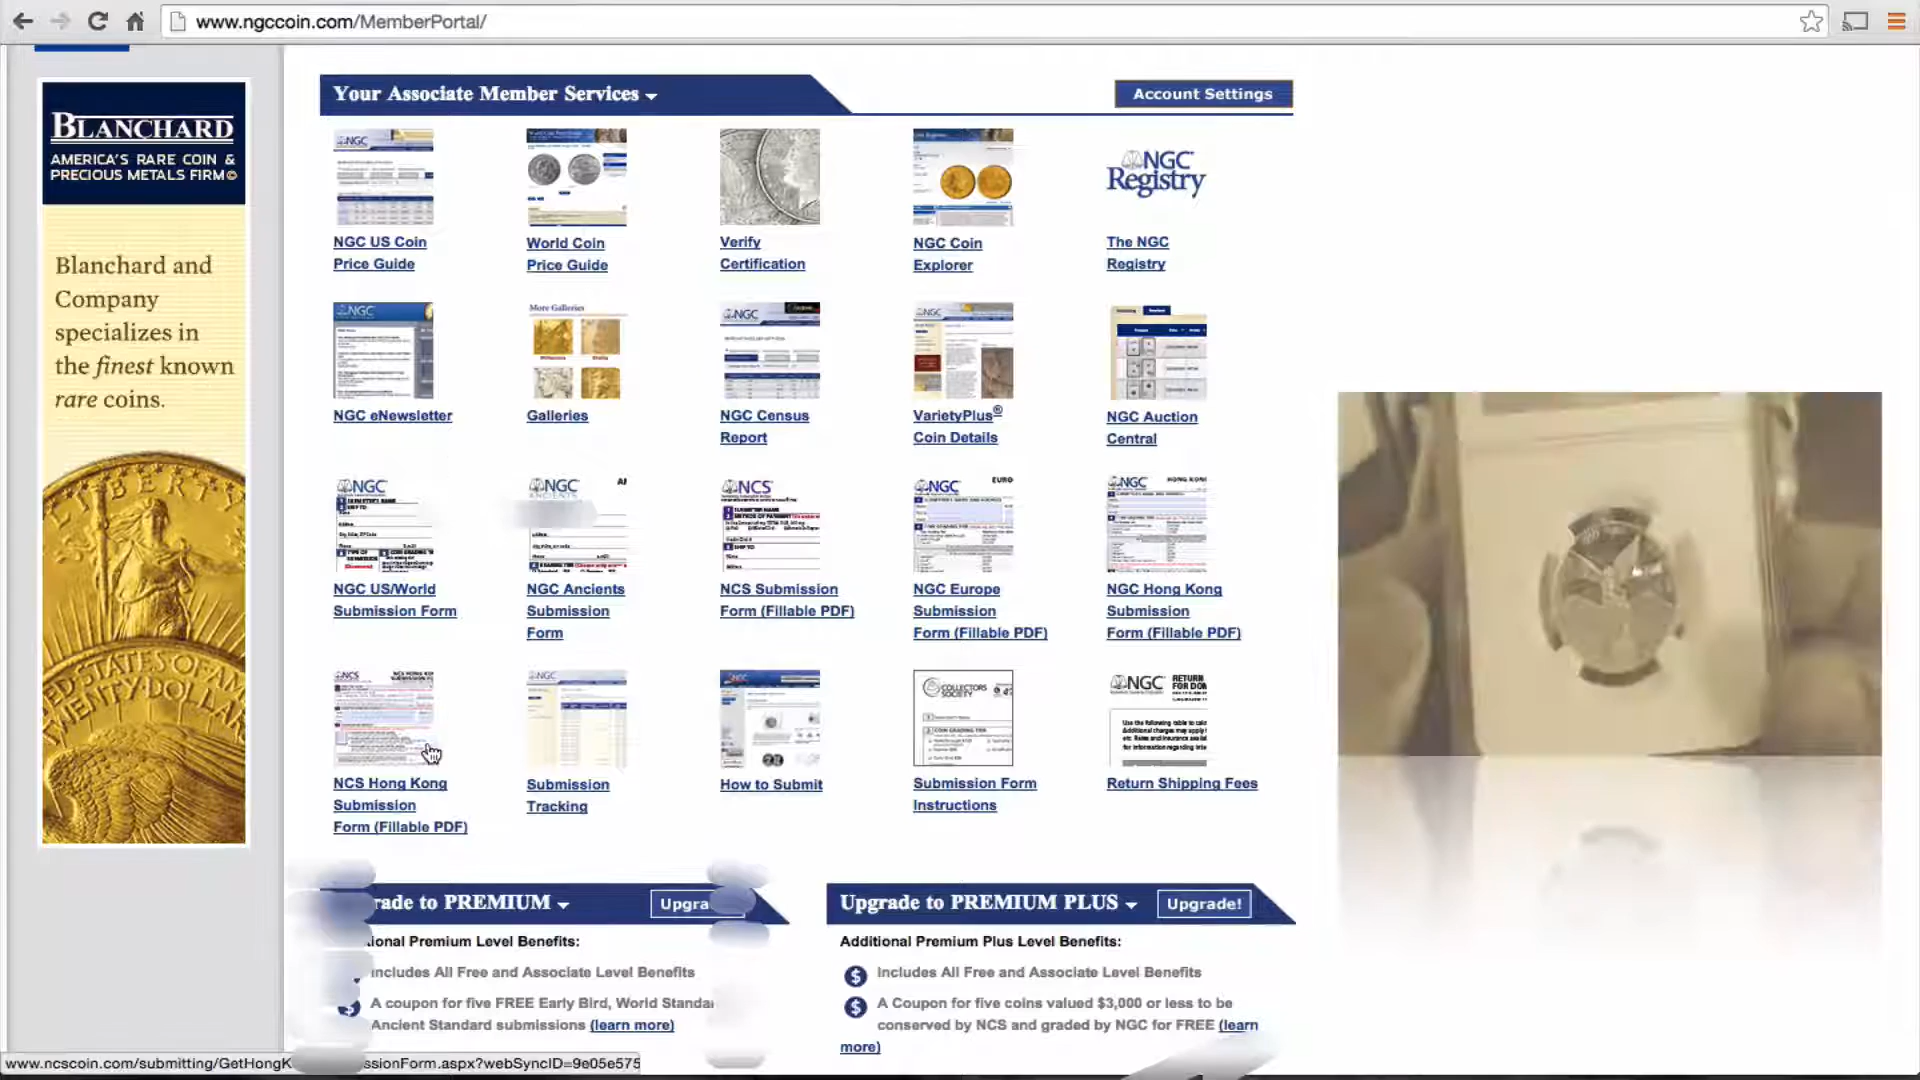 www.ngccoin.com/MemberPortal/
BLANCHARD
AMERICA'S RARE COIN &
PRECIOUS METALS FIRM©
Blanchard and
Company
specializes in
the finest known
rare coins.
Your Associate Member Services
Account Settings
NGC US Coin
Price Guide
World Coin
Price Guide
Verify
Certification
NGC Coin
Explorer
NGC
Registry
The NGC
Registry
NGC eNewsletter
More Galleries
Galleries
NGC Census
Report
VarietyPlus®
Coin Details
NGC Auction
Central
NGC US/World
Submission Form
NGC Ancients
Submission
Form
NCS Submission
Form (Fillable PDF)
NGC Europe
Submission
Form (Fillable PDF)
NGC Hong Kong
Submission
Form (Fillable PDF)
NCS Hong Kong
Submission
Form (Fillable PDF)
Submission
Tracking
How to Submit
Submission Form
Instructions
Return Shipping Fees
rade to PREMIUM
Upgra
ional Premium Level Benefits:
Includes All Free and Associate Level Benefits
A coupon for five FREE Early Bird, World Standa
Ancient Standard submissions (learn more)
Upgrade to PREMIUM PLUS
Upgrade!
Additional Premium Plus Level Benefits:
Includes All Free and Associate Level Benefits
A Coupon for five coins valued $3,000 or less to be
conserved by NCS and graded by NGC for FREE (learn
more)
www.ncscoin.com/submitting/GetHongK ssionForm.aspx?webSyncID=9e05e575